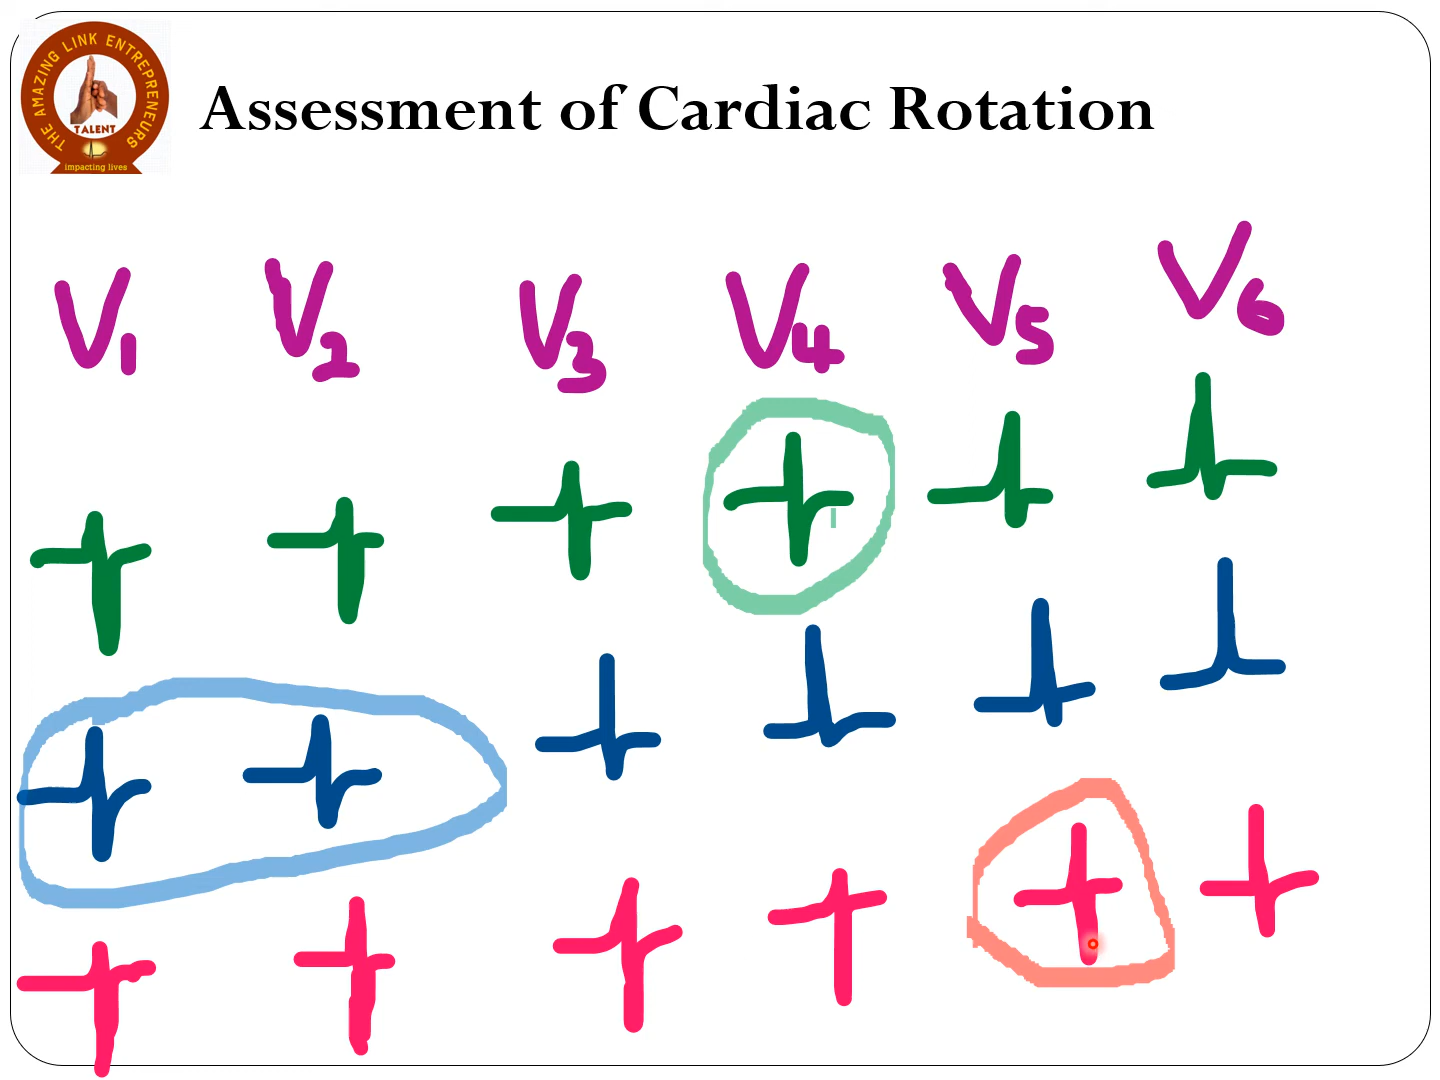 THE AMAZING LINK ENTREPRENEURS
TALENT
impacting lives
Assessment of Cardiac Rotation
V1 V2 V3 V4 V5 V6